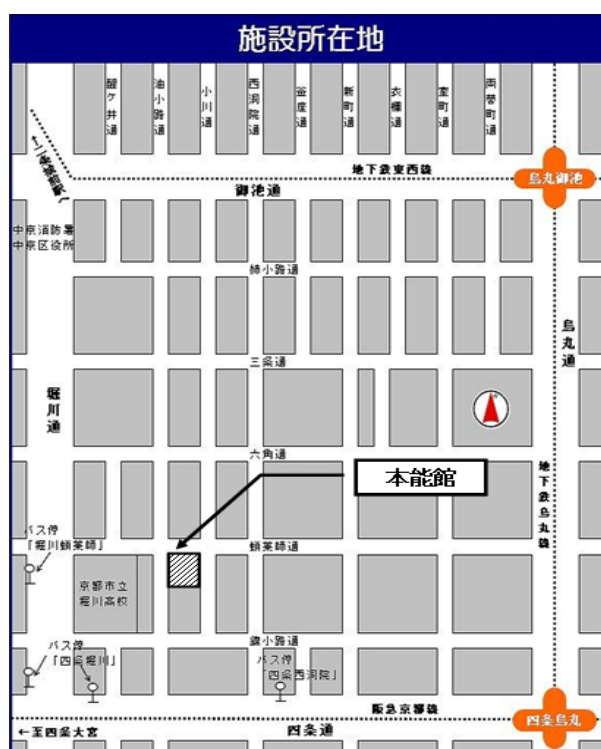 施設所在地
醒ケ井通
油小路通
小川通
西洞院通
釜座通
新町通
衣棚通
室町通
両替町通
地下鉄東西線
烏丸御池
御池通
中京消防署
中京区役所
姉小路通
烏丸通
三条通
堀川通
六角通
本能館
地下鉄烏丸線
バス停
「堀川蛸薬師」
蛸薬師通
京都市立
堀川高校
錦小路通
バス停
「四条堀川」
バス停
「四条西洞院」
阪急京都線
四条烏丸
←至四条大宮
四条通